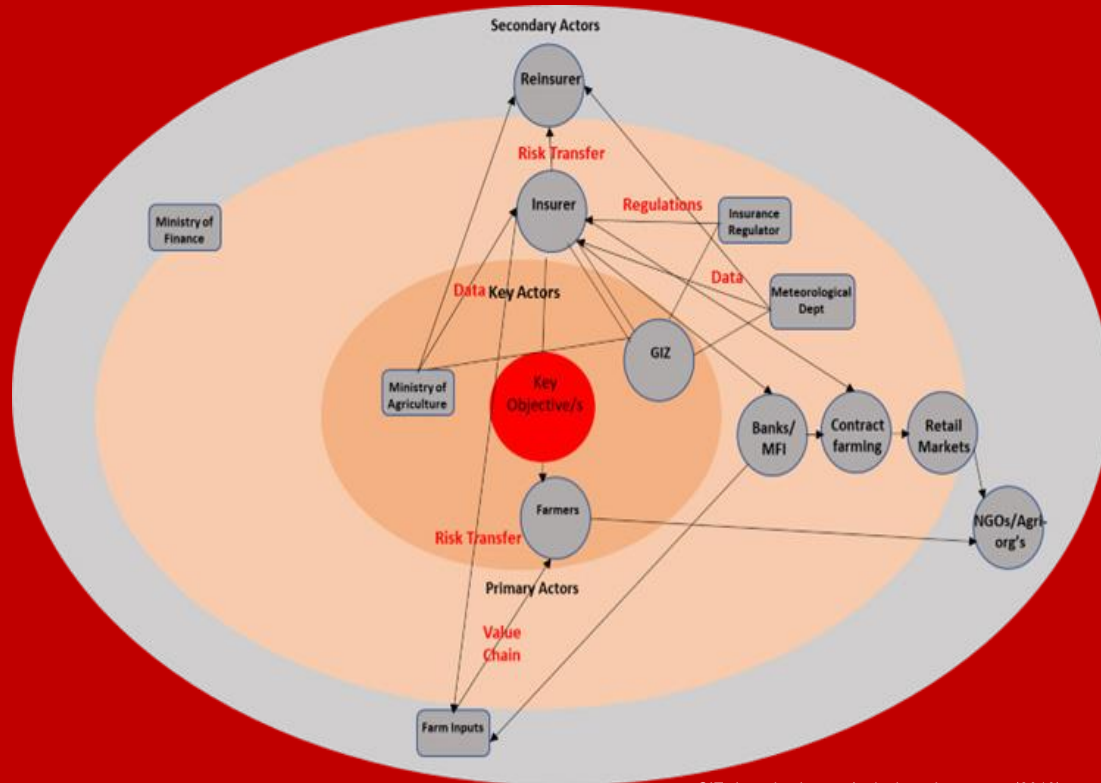 Secondary Actors
Reinsurer
Risk Transfer
Insurer
Regulations
Insurance
Regulator
Ministry of
Finance
Data
Meteorological
Dept
Data
Key Actors
GIZ
Ministry of
Agriculture
Key
Objective/s
Banks/
MFI
Contract
farming
Retail
Markets
Farmers
NGOs/Agri-
org's
Risk Transfer
Primary Actors
Value
Chain
Farm Inputs